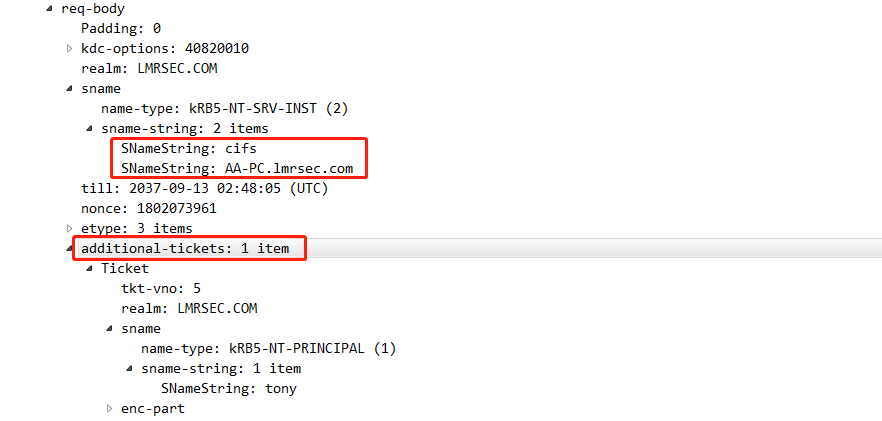 req-body
Padding: 0
kdc-options: 40820010
realm: LMRSEC.COM
sname
name-type: kRB5-NT-SRV-INST (2)
sname-string: 2 items
SNameString: cifs
SNameString: AA-PC.lmrsec.com
till: 2037-09-13 02:48:05 (UTC)
nonce: 1802073961
etype: 3 items
additional-tickets: 1 item
Ticket
tkt-vno: 5
realm: LMRSEC.COM
sname
name-type: kRB5-NT-PRINCIPAL (1)
sname-string: 1 item
SNameString: tony
enc-part